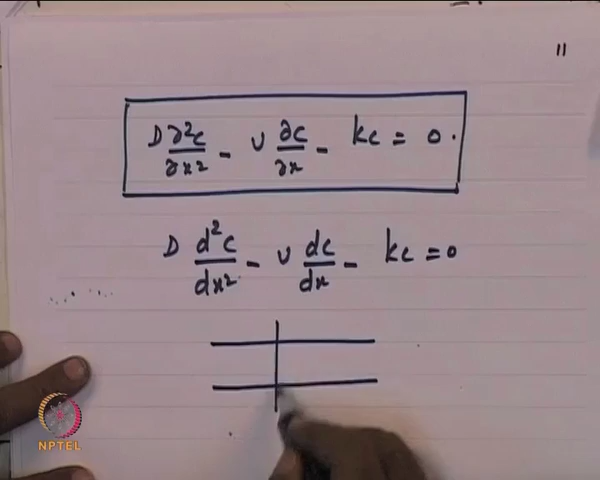 11
D ∂²c/∂x² - U ∂c/∂x - kc = 0.
D d²c/dx² - U dc/dx - kc = 0
NPTEL